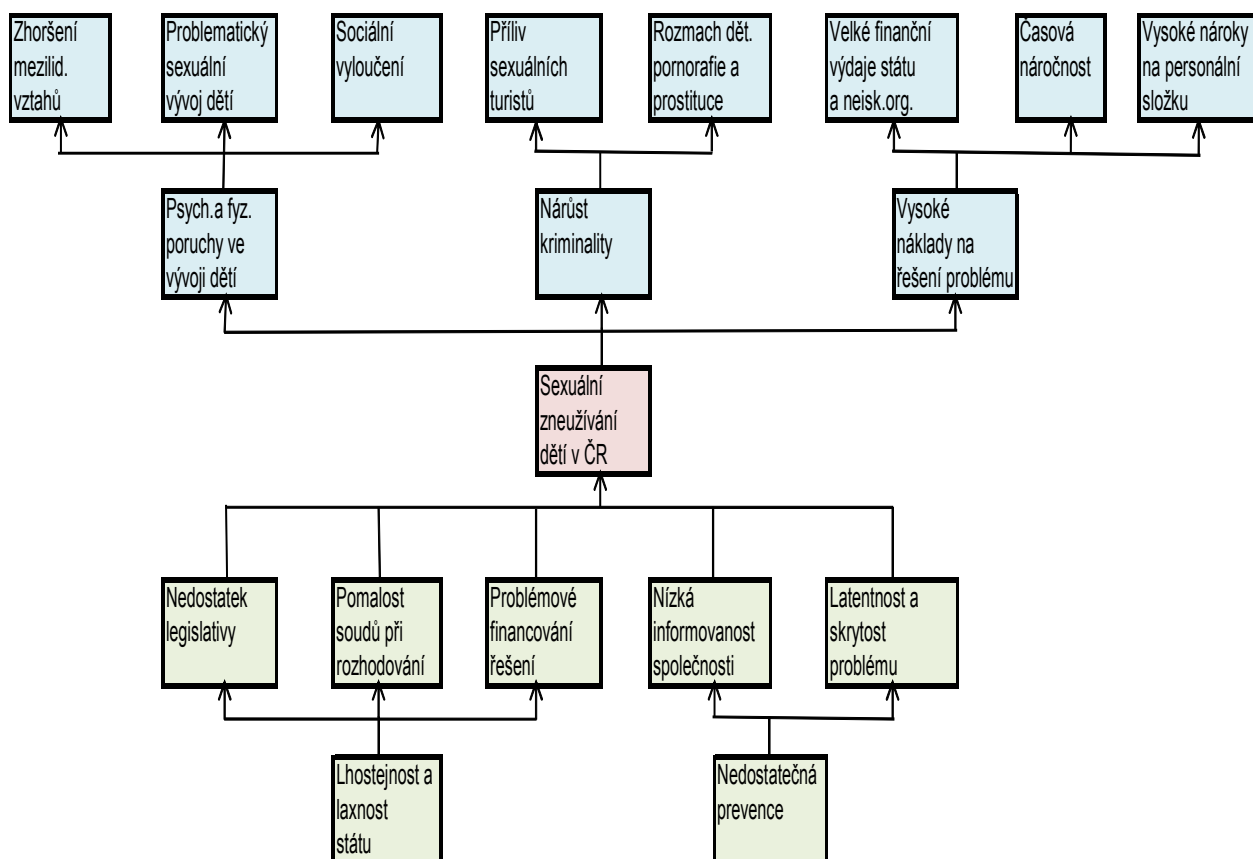 Zhoršení
mezilid.
vztahů
Problematický
sexuální
vývoj dětí
Sociální
vyloučení
Příliv
sexuálních
turistů
Rozmach dět.
pornorafie a
prostituce
Velké finanční
výdaje státu
a neisk.org.
Časová
náročnost
Vysoké nároky
na personální
složku
Psych.a fyz.
poruchy ve
vývoji dětí
Nárůst
kriminality
Vysoké
náklady na
řešení problému
Sexuální
zneužívání
dětí v ČR
Nedostatek
legislativy
Pomalost
soudů při
rozhodování
Problémové
financování
řešení
Nízká
informovanost
společnosti
Latentnost a
skrytost
problému
Lhostejnost a
laxnost
státu
Nedostatečná
prevence